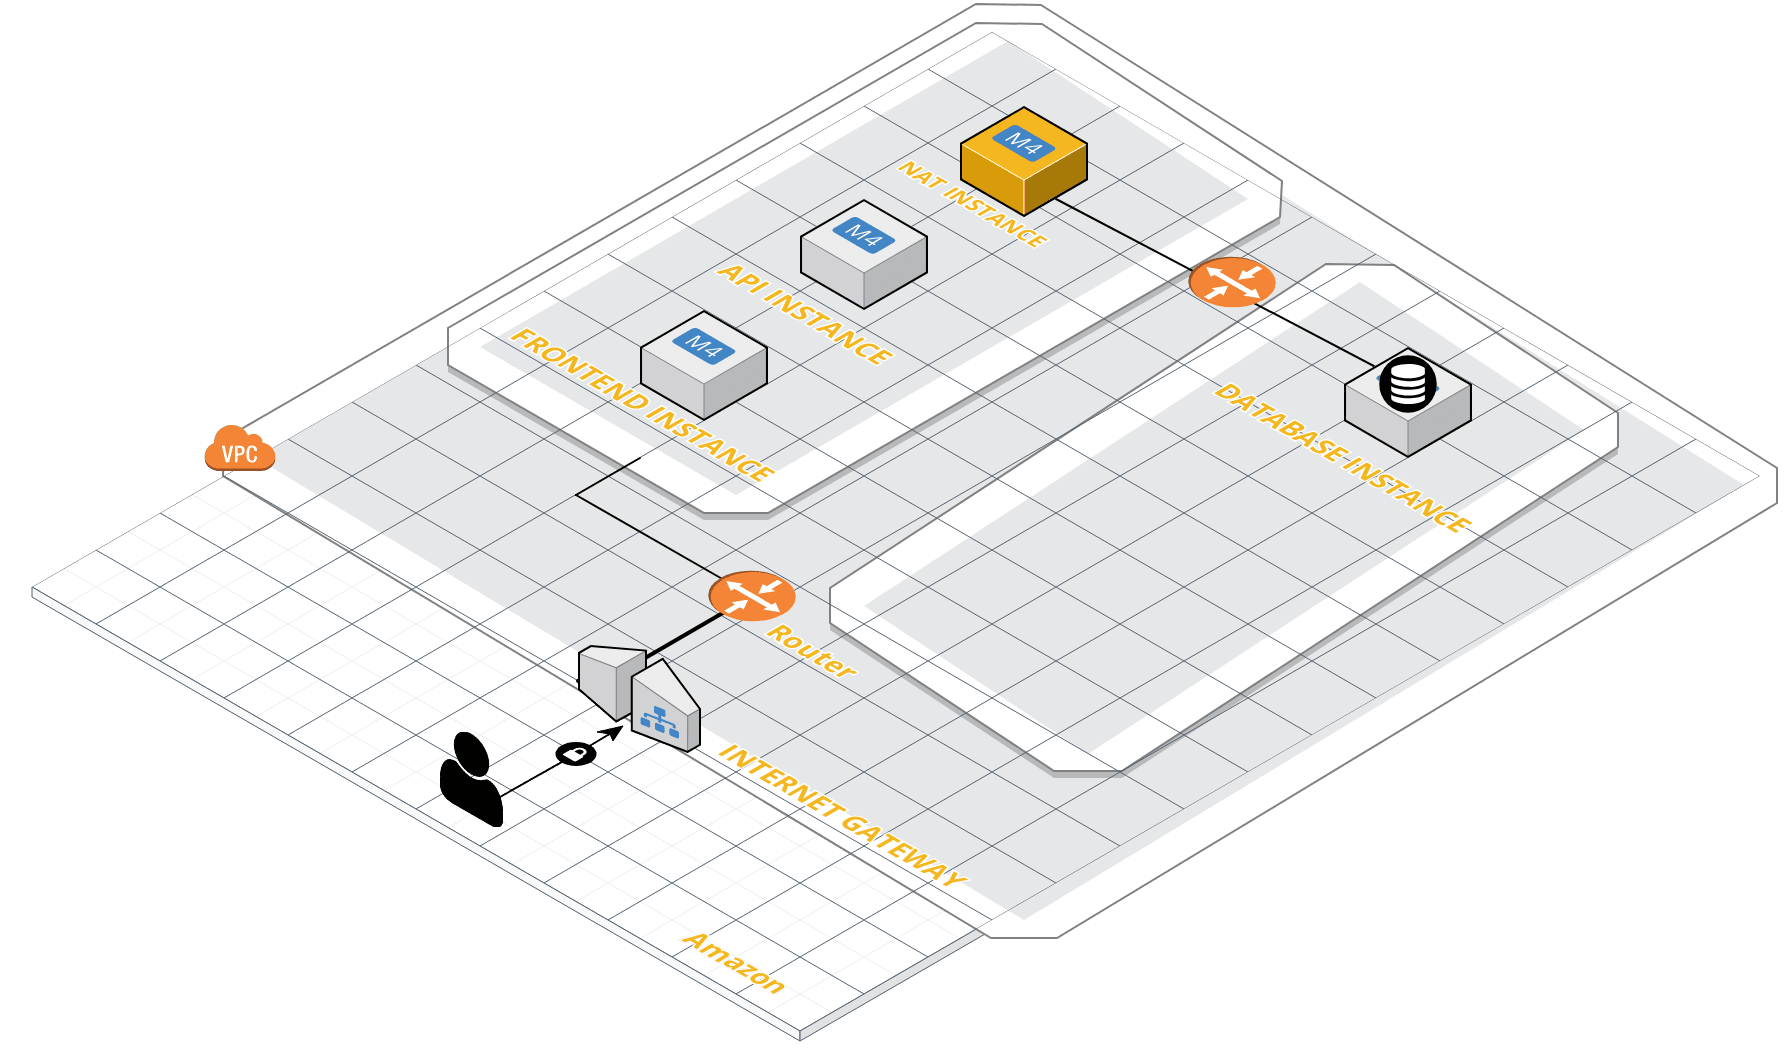 M4
NAT INSTANCE
M4
API INSTANCE
M4
FRONTEND INSTANCE
DATABASE INSTANCE
VPC
Router
INTERNET GATEWAY
Amazon